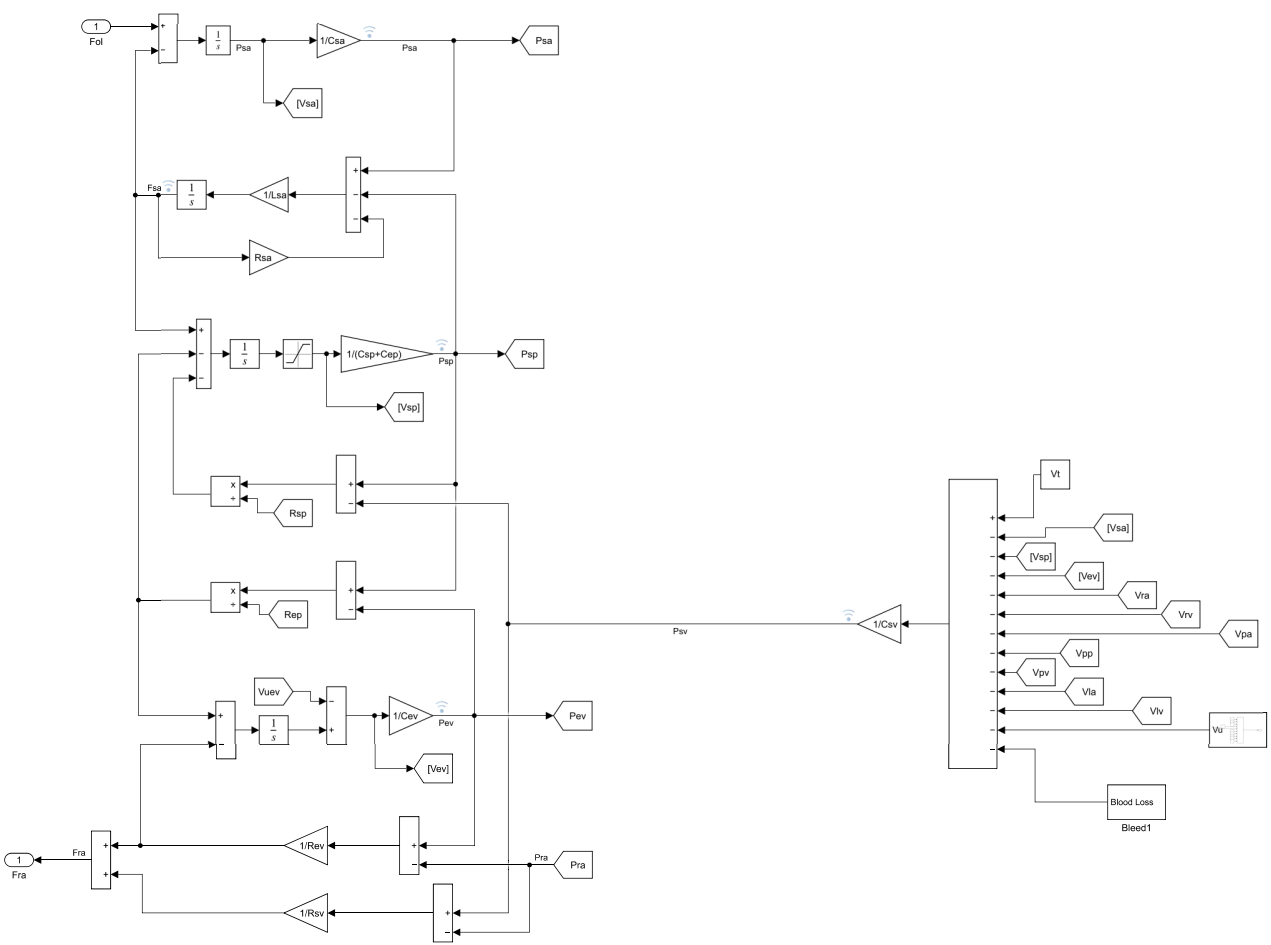 1
Fol
+
−
1
s
Psa
1/Csa
Psa
Psa
[Vsa]
+
−
−
1/Lsa
1
s
Fsa
Rsa
+
−
−
1
s
1/(Csp+Cep)
Psp
Psp
[Vsp]
x
÷
+
−
Rsp
x
÷
+
−
Rep
Vuev
+
−
1
s
−
+
1/Cev
Pev
Pev
[Vev]
1
Fra
Fra
+
+
1/Rev
+
−
Pra
Pra
1/Rsv
+
−
Psv
1/Csv
+
−
−
−
−
−
−
−
−
−
−
−
−
Vt
[Vsa]
[Vsp]
[Vev]
Vra
Vrv
Vpa
Vpp
Vpv
Vla
Vlv
Vu
Blood Loss
Bleed1